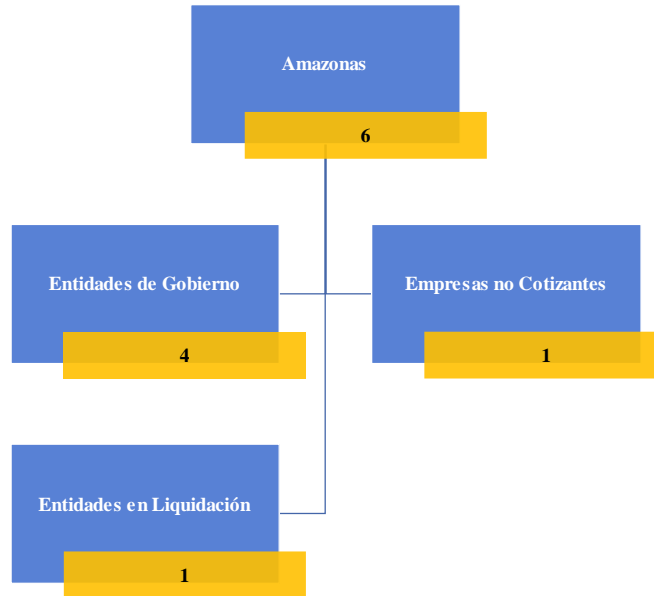 Amazonas
6
Entidades de Gobierno
4
Empresas no Cotizantes
1
Entidades en Liquidación
1